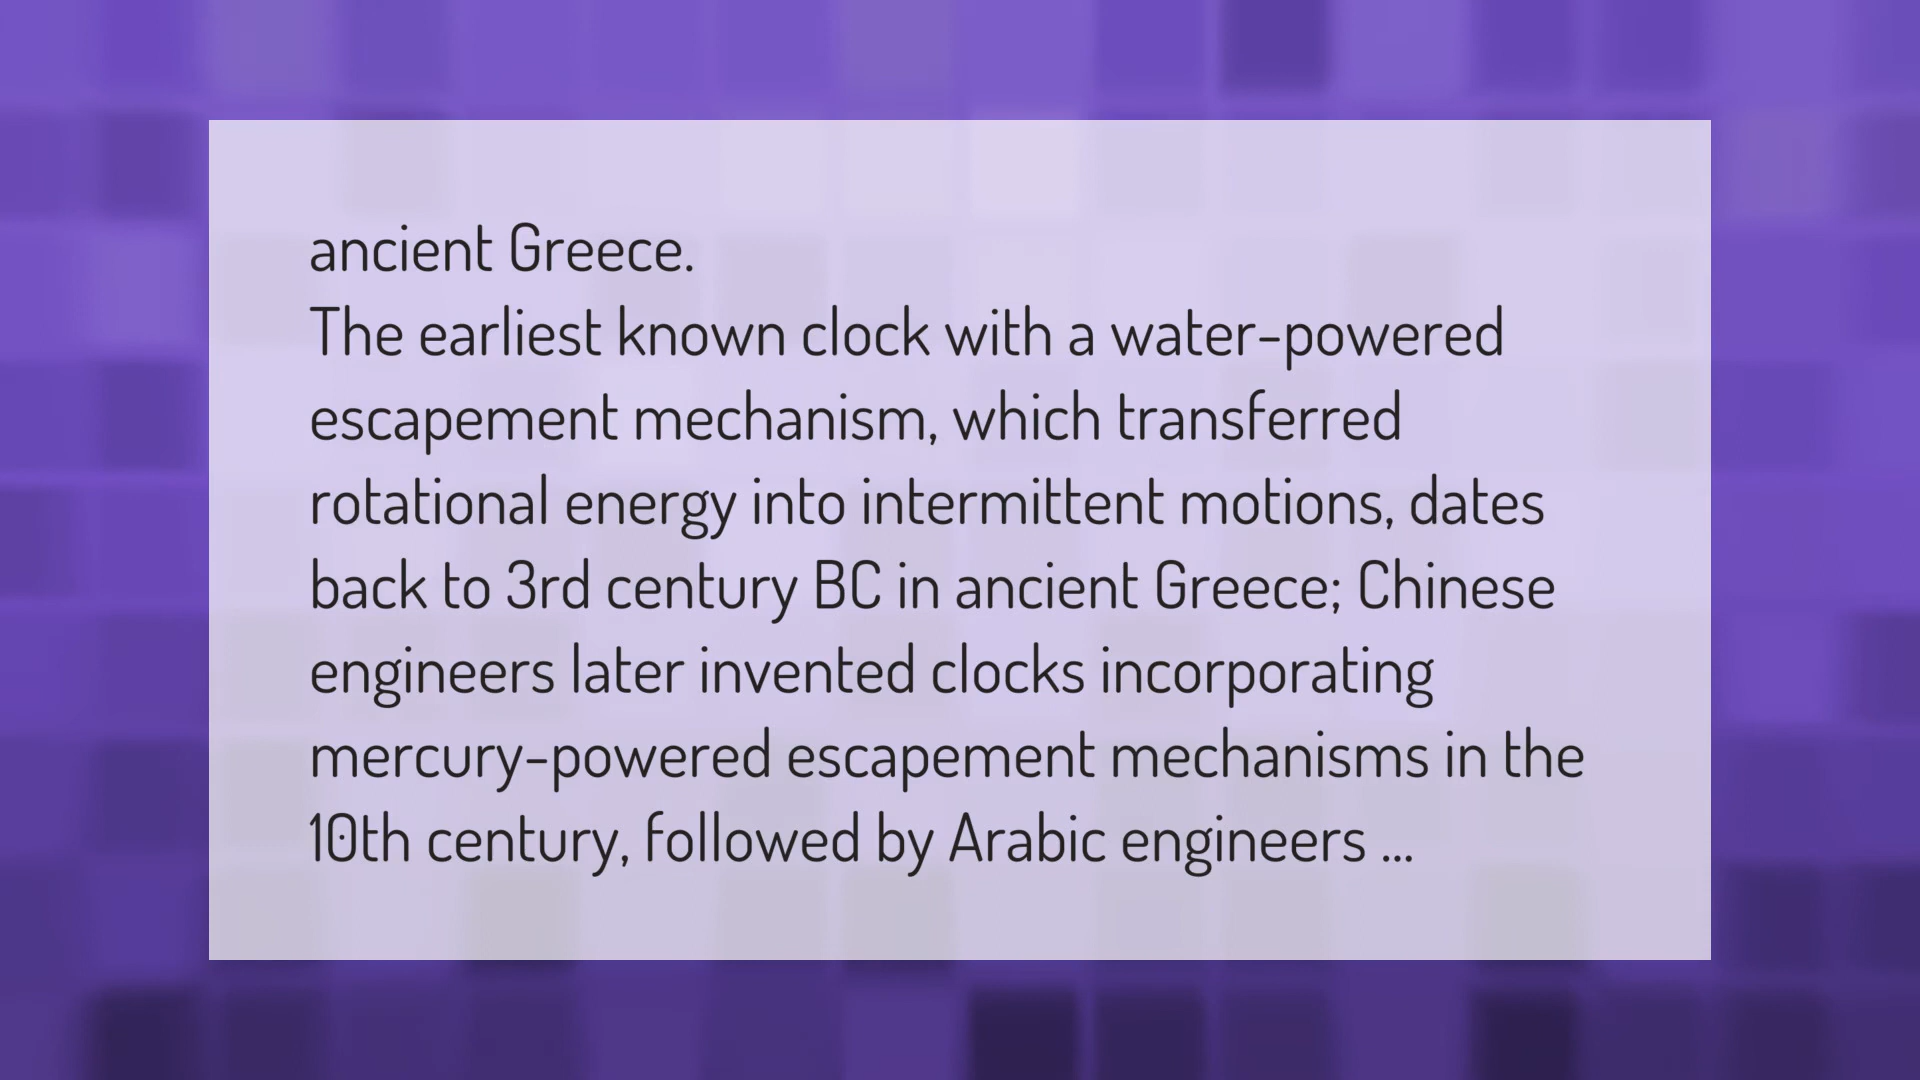 ancient Greece.
The earliest known clock with a water-powered
escapement mechanism, which transferred
rotational energy into intermittent motions, dates
back to 3rd century BC in ancient Greece; Chinese
engineers later invented clocks incorporating
mercury-powered escapement mechanisms in the
10th century, followed by Arabic engineers ...